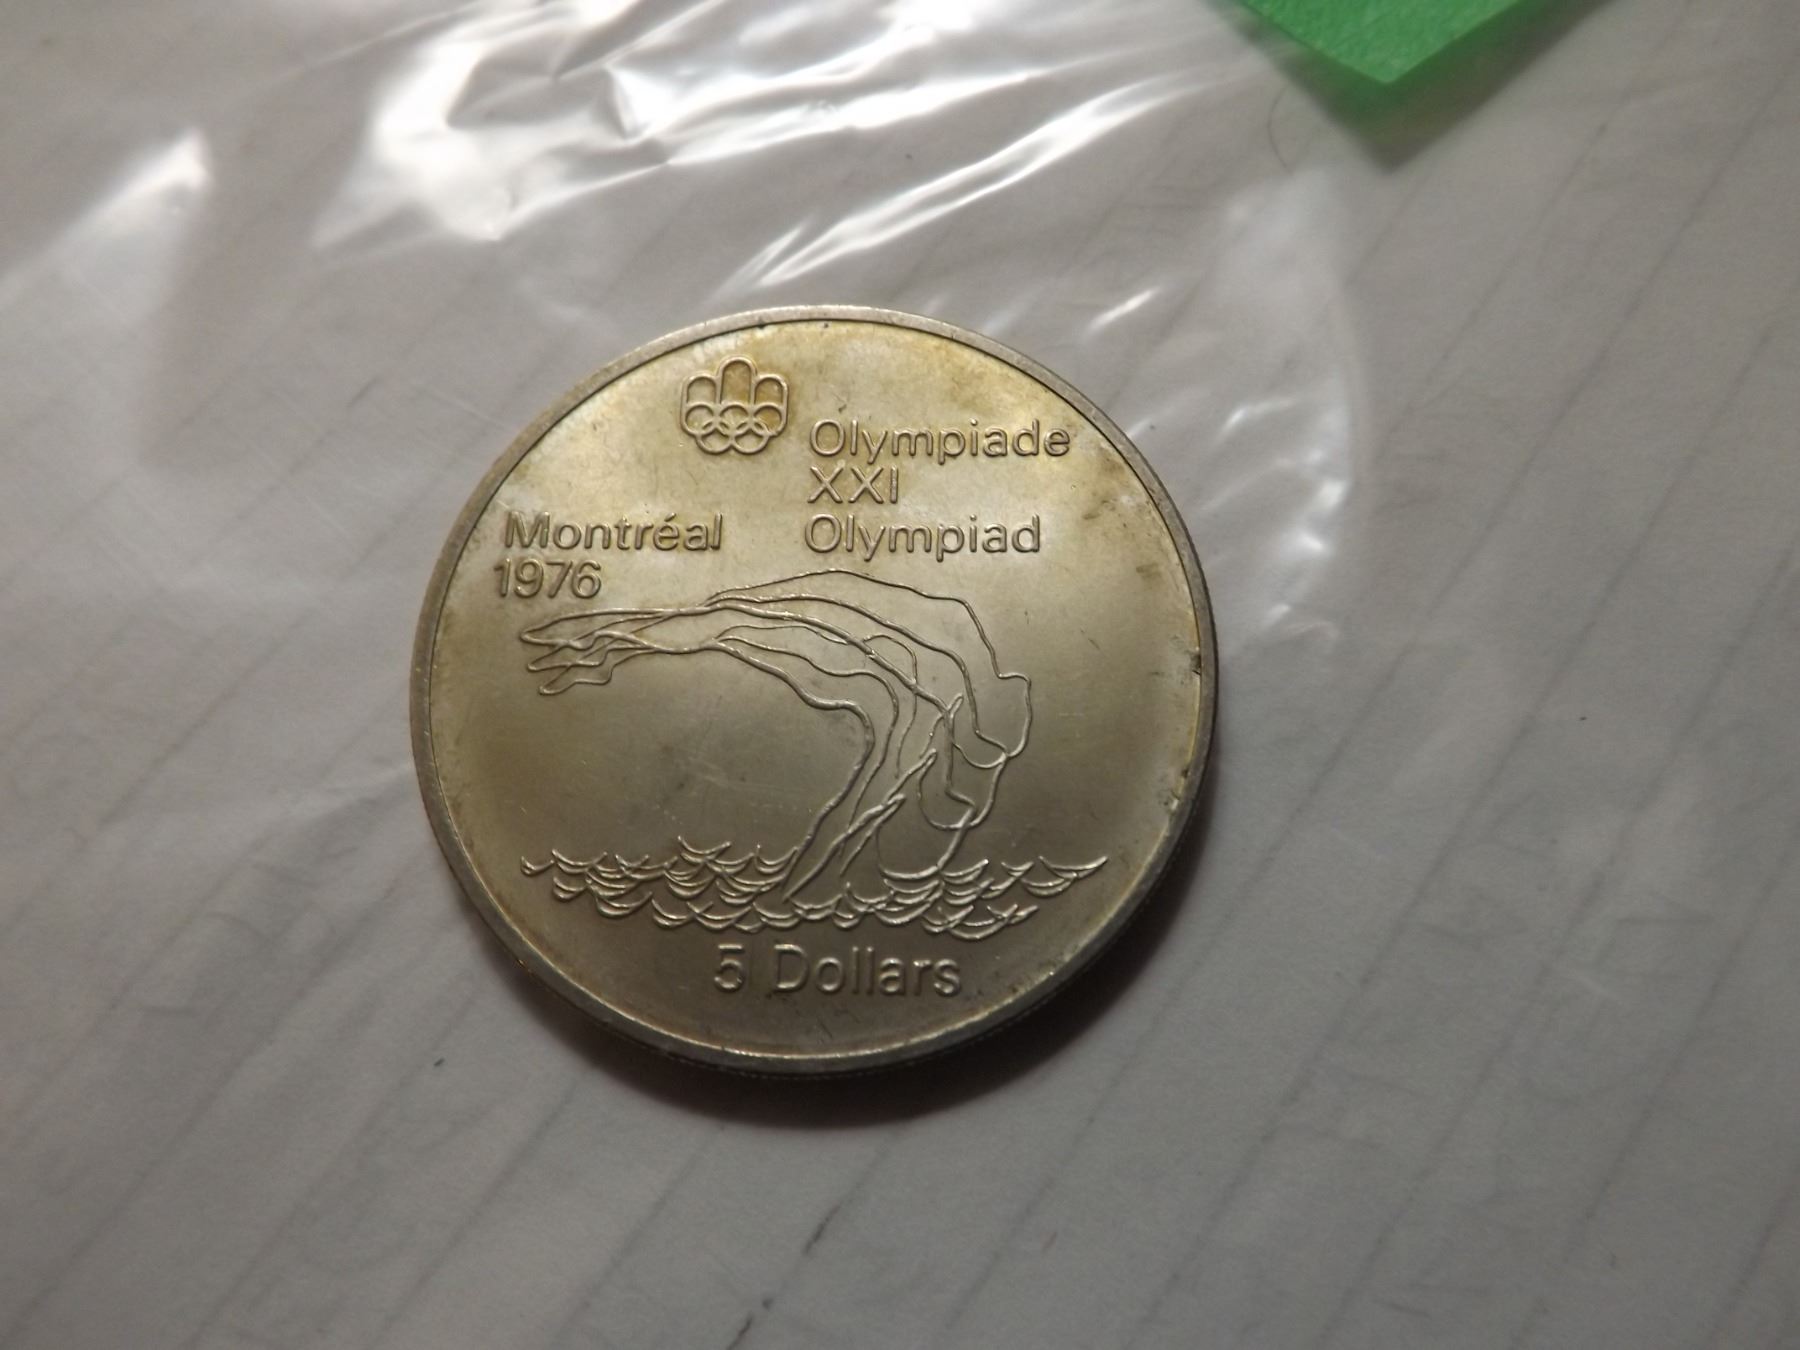 Olympiade
XXI
Olympiad
Montréal
1976
5 Dollars